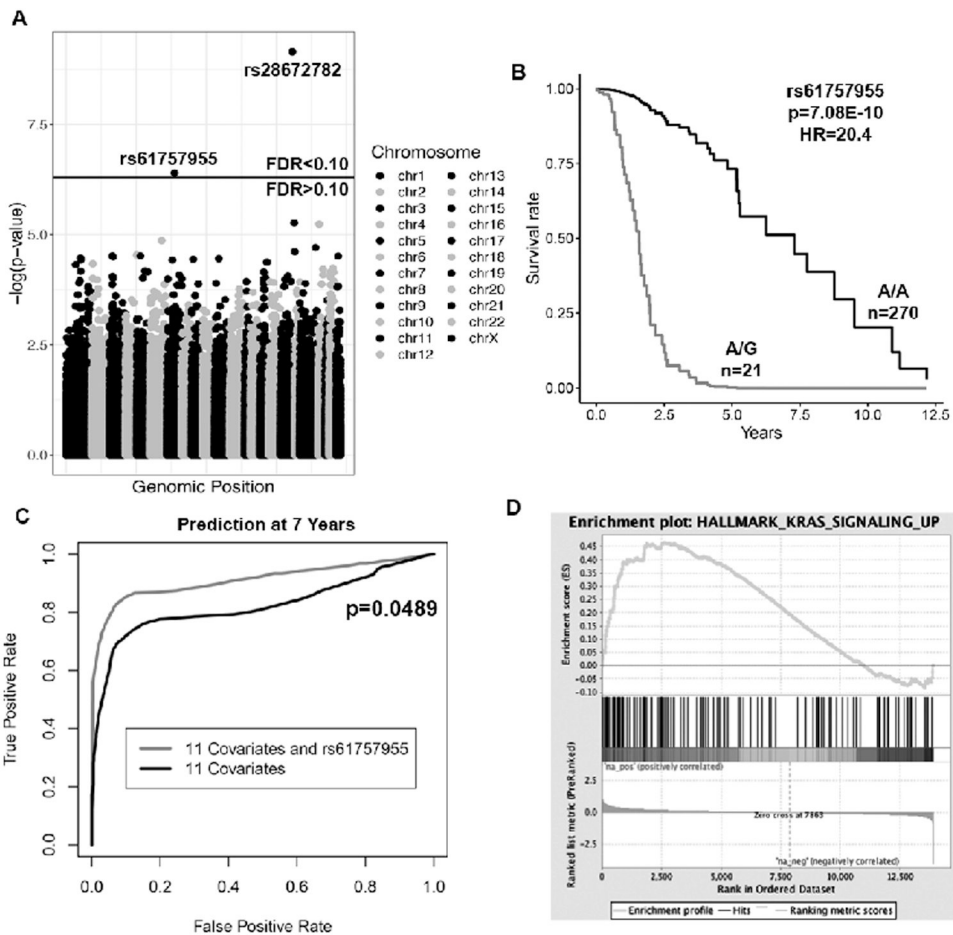 A
rs28672782
rs61757955
FDR<0.10
FDR>0.10
7.5
5.0
2.5
0.0
-log(p-value)
Genomic Position
Chromosome
chr1 chr13
chr2 chr14
chr3 chr15
chr4 chr16
chr5 chr17
chr6 chr18
chr7 chr19
chr8 chr20
chr9 chr21
chr10 chr22
chr11 chrX
chr12
B
rs61757955
p=7.08E-10
HR=20.4
1.00
0.75
0.50
0.25
0.00
Survival rate
A/A
n=270
A/G
n=21
0.0 2.5 5.0 7.5 10.0 12.5
Years
C
Prediction at 7 Years
1.0
0.8
0.6
0.4
0.2
0.0
True Positive Rate
p=0.0489
11 Covariates and rs61757955
11 Covariates
0.0 0.2 0.4 0.6 0.8 1.0
False Positive Rate
D
Enrichment plot: HALLMARK_KRAS_SIGNALING_UP
0.45
0.40
0.35
0.30
0.25
0.20
0.15
0.10
0.05
0.00
-0.05
-0.10
Enrichment score (ES)
'na_pos' (positively correlated)
2.5
0.0
-2.5
Ranked list metric (PreRanked)
Zero cross at 7863
'na_neg' (negatively correlated)
0 2,500 5,000 7,500 10,000 12,500
Rank in Ordered Dataset
Enrichment profile Hits Ranking metric scores